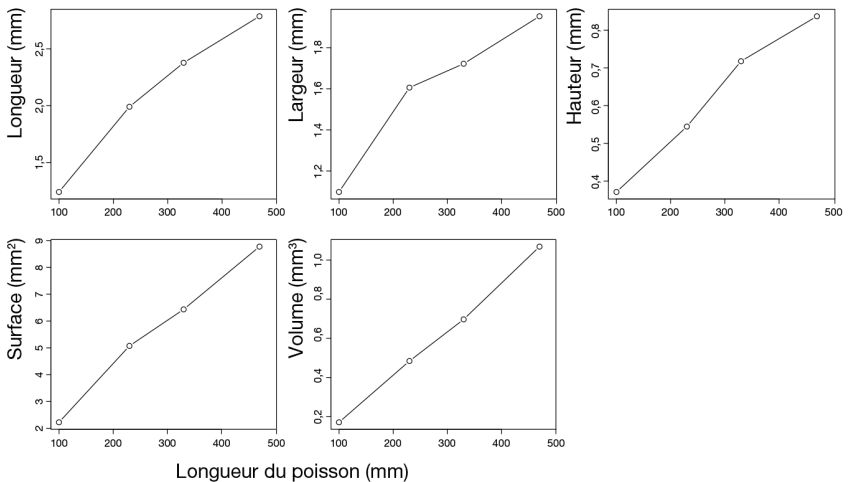 Longueur (mm)
1,5 2,0 2,5
100 200 300 400 500
Largeur (mm)
1,2 1,4 1,6 1,8
100 200 300 400 500
Hauteur (mm)
0,4 0,5 0,6 0,7 0,8
100 200 300 400 500
Surface (mm²)
2 3 4 5 6 7 8 9
100 200 300 400 500
Volume (mm³)
0,2 0,4 0,6 0,8 1,0
100 200 300 400 500
Longueur du poisson (mm)